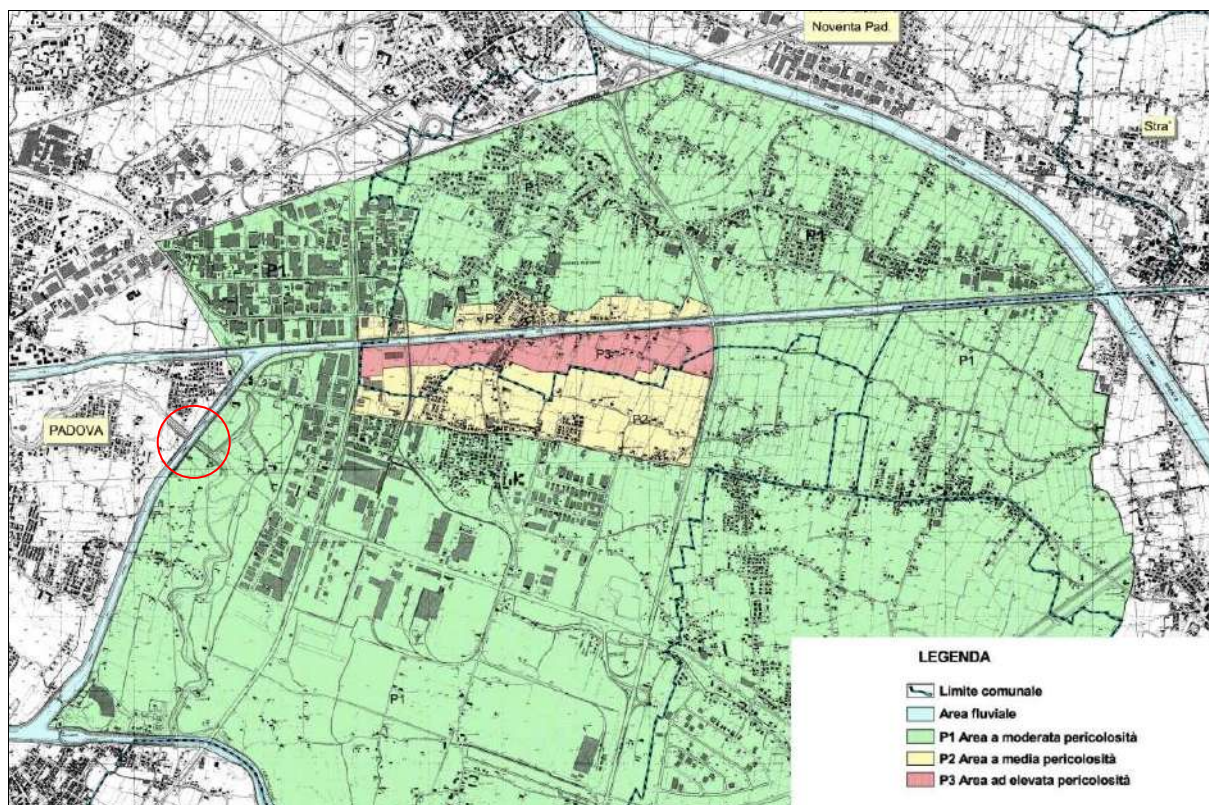 Noventa Pad.
Stra'
P1
P1
P2
P3
P1
PADOVA
P2
P1
LEGENDA
Limite comunale
Area fluviale
P1 Area a moderata pericolosità
P2 Area a media pericolosità
P3 Area ad elevata pericolosità